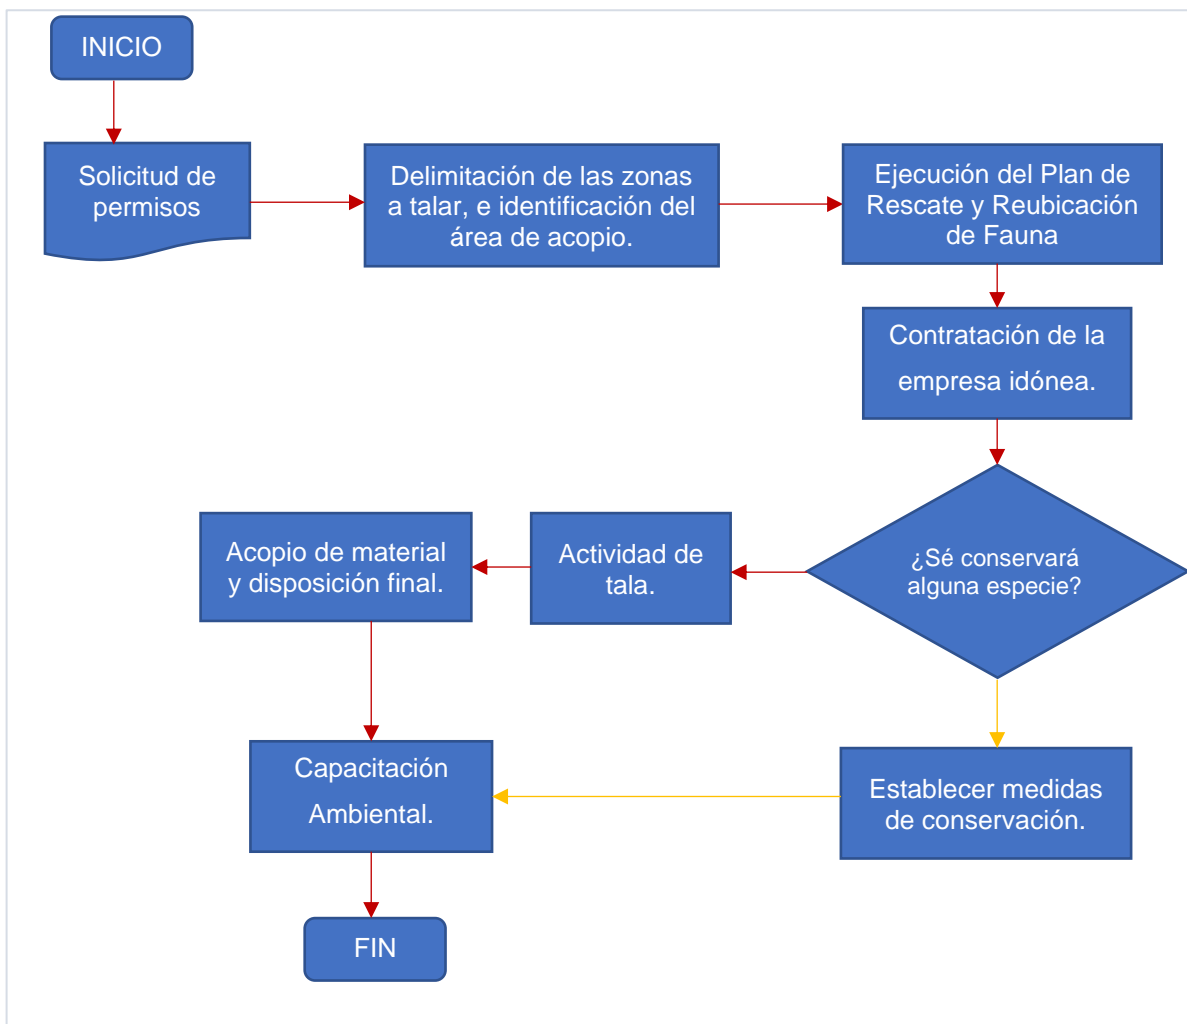 INICIO
Solicitud de
permisos
Delimitación de las zonas
a talar, e identificación del
área de acopio.
Ejecución del Plan de
Rescate y Reubicación
de Fauna
Contratación de la
empresa idónea.
¿Sé conservará
alguna especie?
Actividad de
tala.
Acopio de material
y disposición final.
Establecer medidas
de conservación.
Capacitación
Ambiental.
FIN